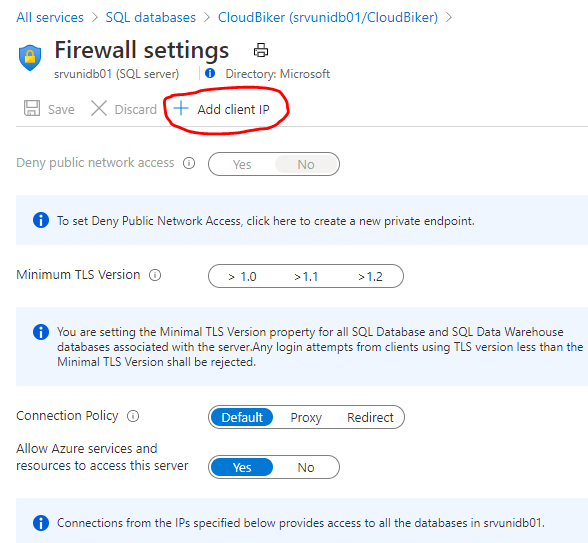 All services > SQL databases > CloudBiker (srvunidb01/CloudBiker) >
Firewall settings
srvunidb01 (SQL server) Directory: Microsoft
Save Discard + Add client IP
Deny public network access Yes No
To set Deny Public Network Access, click here to create a new private endpoint.
Minimum TLS Version > 1.0 >1.1 >1.2
You are setting the Minimal TLS Version property for all SQL Database and SQL Data Warehouse
databases associated with the server.Any login attempts from clients using TLS version less than the
Minimal TLS Version shall be rejected.
Connection Policy Default Proxy Redirect
Allow Azure services and
resources to access this server Yes No
Connections from the IPs specified below provides access to all the databases in srvunidb01.